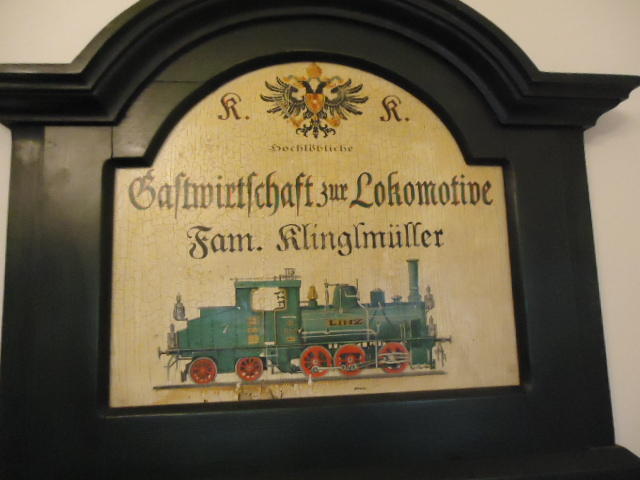 K. K.
Hochlöbliche
Gastwirtschaft zur Lokomotive
Fam. Klinglmüller
LINZ